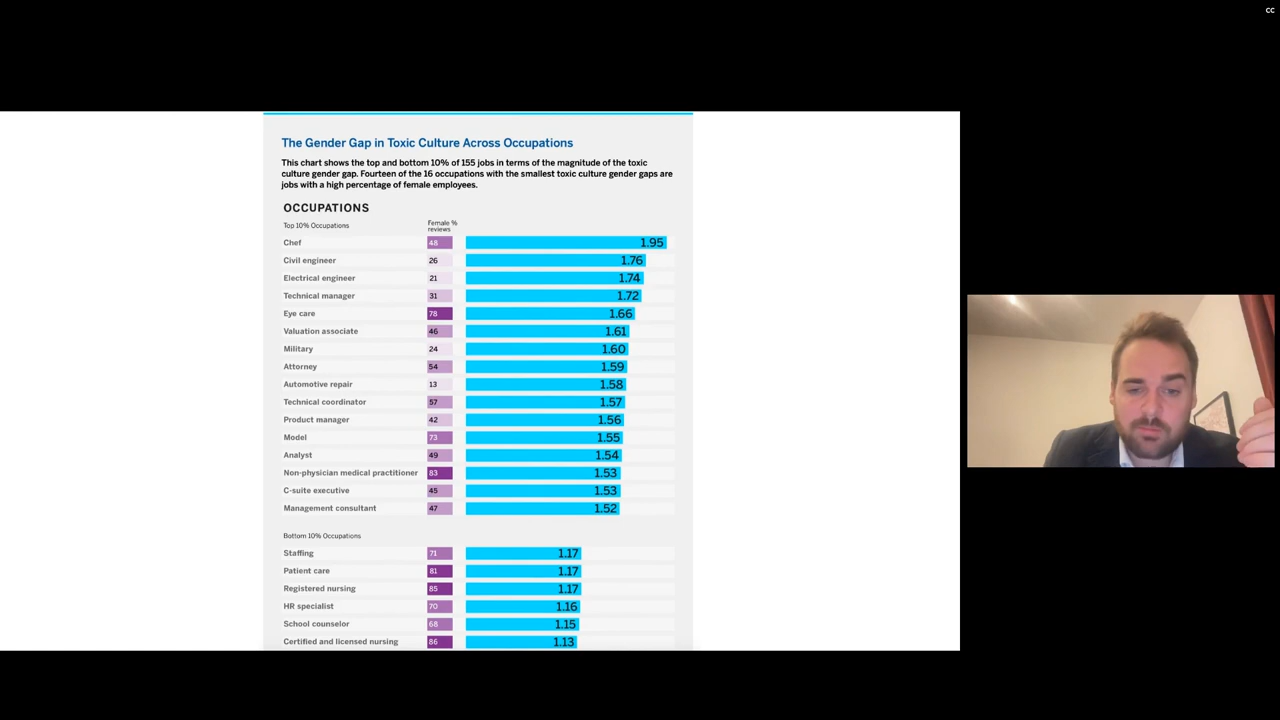 CC
The Gender Gap in Toxic Culture Across Occupations
This chart shows the top and bottom 10% of 155 jobs in terms of the magnitude of the toxic
culture gender gap. Fourteen of the 16 occupations with the smallest toxic culture gender gaps are
jobs with a high percentage of female employees.
OCCUPATIONS
Top 10% Occupations
Female %
reviews
Chef 48 1.95
Civil engineer 26 1.76
Electrical engineer 21 1.74
Technical manager 31 1.72
Eye care 78 1.66
Valuation associate 46 1.61
Military 24 1.60
Attorney 54 1.59
Automotive repair 13 1.58
Technical coordinator 57 1.57
Product manager 42 1.56
Model 73 1.55
Analyst 49 1.54
Non-physician medical practitioner 83 1.53
C-suite executive 45 1.53
Management consultant 47 1.52
Bottom 10% Occupations
Staffing 71 1.17
Patient care 81 1.17
Registered nursing 85 1.17
HR specialist 70 1.16
School counselor 68 1.15
Certified and licensed nursing 86 1.13